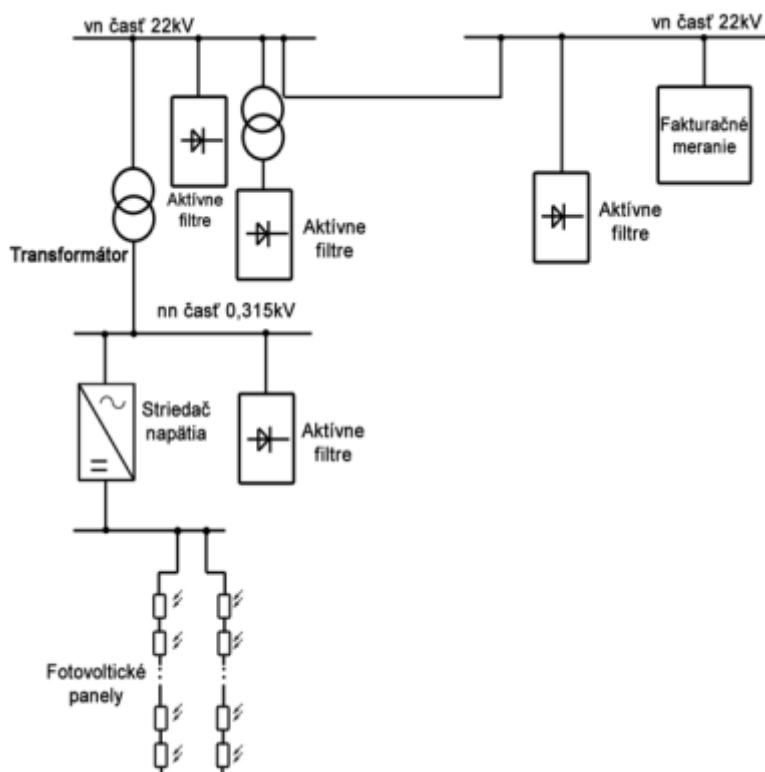 vn časť 22kV
vn časť 22kV
Aktívne
filtre
Fakturačné
meranie
Aktívne
filtre
Aktívne
filtre
Transformátor
nn časť 0,315kV
Striedač
napätia
Aktívne
filtre
Fotovoltické
panely